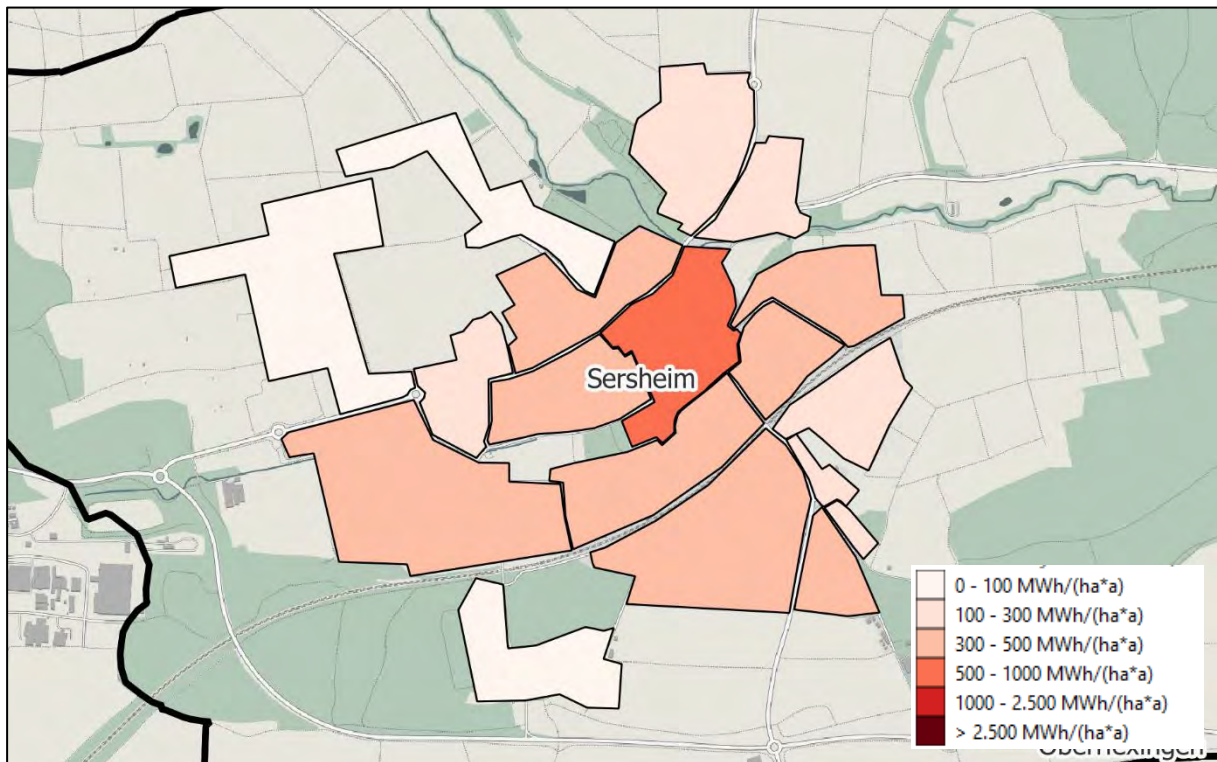 Sersheim
0 - 100 MWh/(ha*a)
100 - 300 MWh/(ha*a)
300 - 500 MWh/(ha*a)
500 - 1000 MWh/(ha*a)
1000 - 2.500 MWh/(ha*a)
> 2.500 MWh/(ha*a)